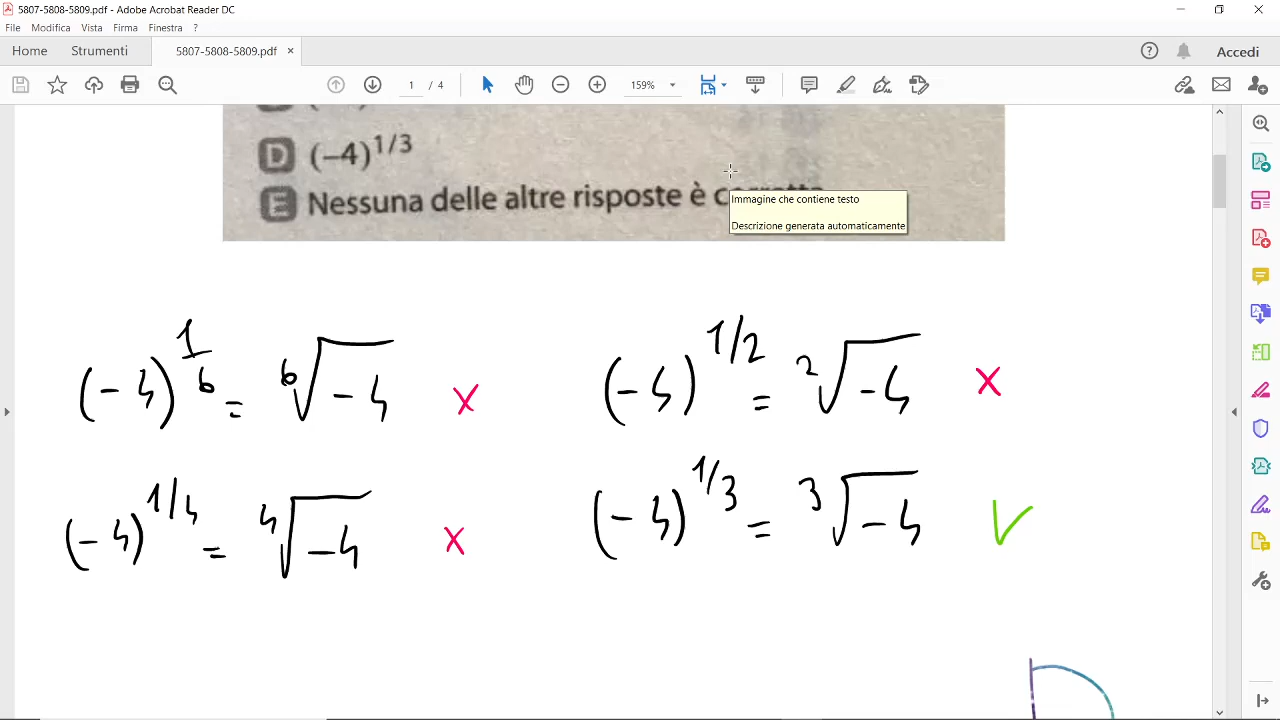 5807-5808-5809.pdf - Adobe Acrobat Reader DC
File Modifica Vista Firma Finestra ?
Home Strumenti 5807-5808-5809.pdf × Accedi
1 / 4 159%
D (–4)^1/3
E Nessuna delle altre risposte è
Immagine che contiene testo
Descrizione generata automaticamente
(-4)^1/6 = ⁶√-4 × (-4)^1/2 = ²√-4 ×
(-4)^1/4 = ⁴√-4 × (-4)^1/3 = ³√-4 ✓